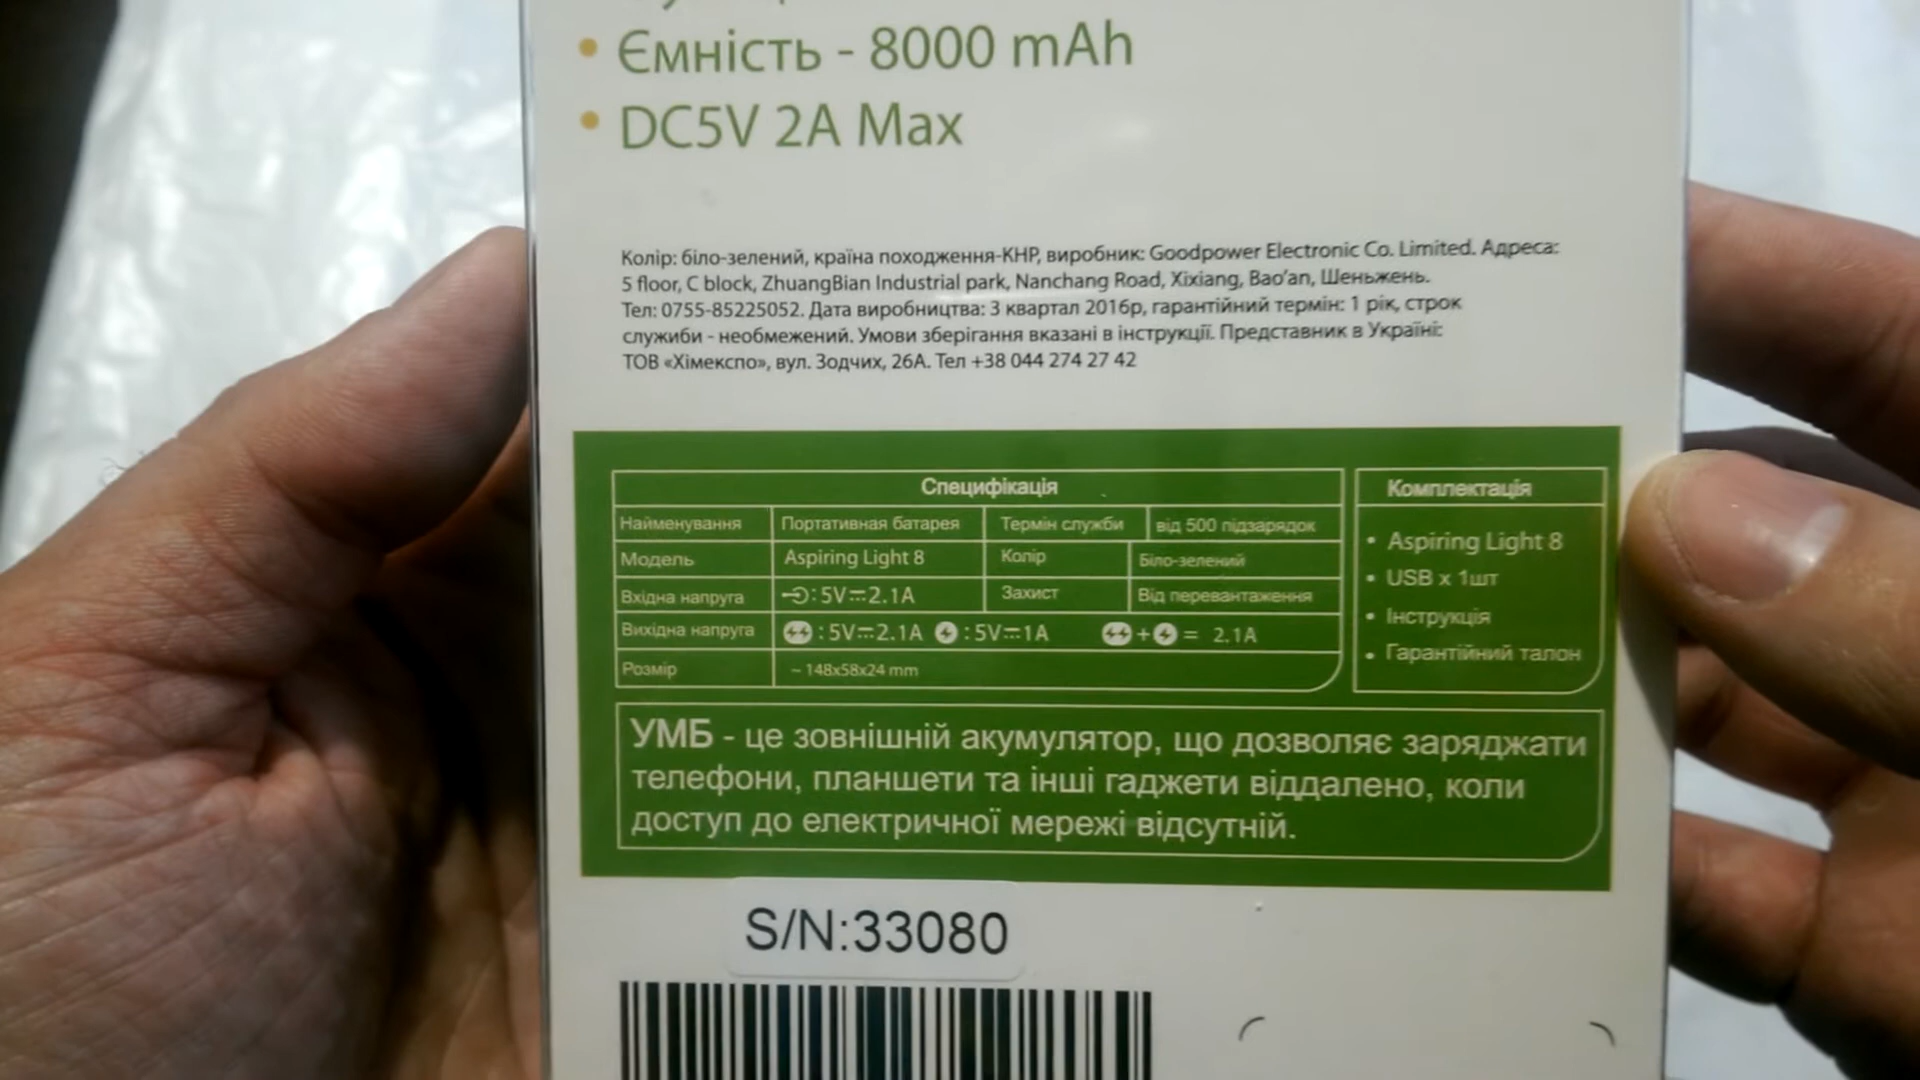 Ємність - 8000 mAh
DC5V 2A Max
Колір: біло-зелений, країна походження-КНР, виробник: Goodpower Electronic Co. Limited. Адреса:
5 floor, C block, ZhuangBian Industrial park, Nanchang Road, Xixiang, Bao'an, Шеньжень.
Тел: 0755-85225052. Дата виробництва: 3 квартал 2016р, гарантійний термін: 1 рік, строк
служби - необмежений. Умови зберігання вказані в інструкції. Представник в Україні:
ТОВ «Хімекспо», вул. Зодчих, 26А. Тел +38 044 274 27 42
Специфікація
Найменування Портативная батарея Термін служби від 500 підзарядок
Модель Aspiring Light 8 Колір Біло-зелений
Вхідна напруга : 5V⎓2.1A Захист Від перевантаження
Вихідна напруга : 5V⎓2.1A : 5V⎓1A + = 2.1A
Розмір ~ 148x58x24 mm
Комплектація
• Aspiring Light 8
• USB x 1шт
• Інструкція
• Гарантійний талон
УМБ - це зовнішній акумулятор, що дозволяє заряджати
телефони, планшети та інші гаджети віддалено, коли
доступ до електричної мережі відсутній.
S/N:33080